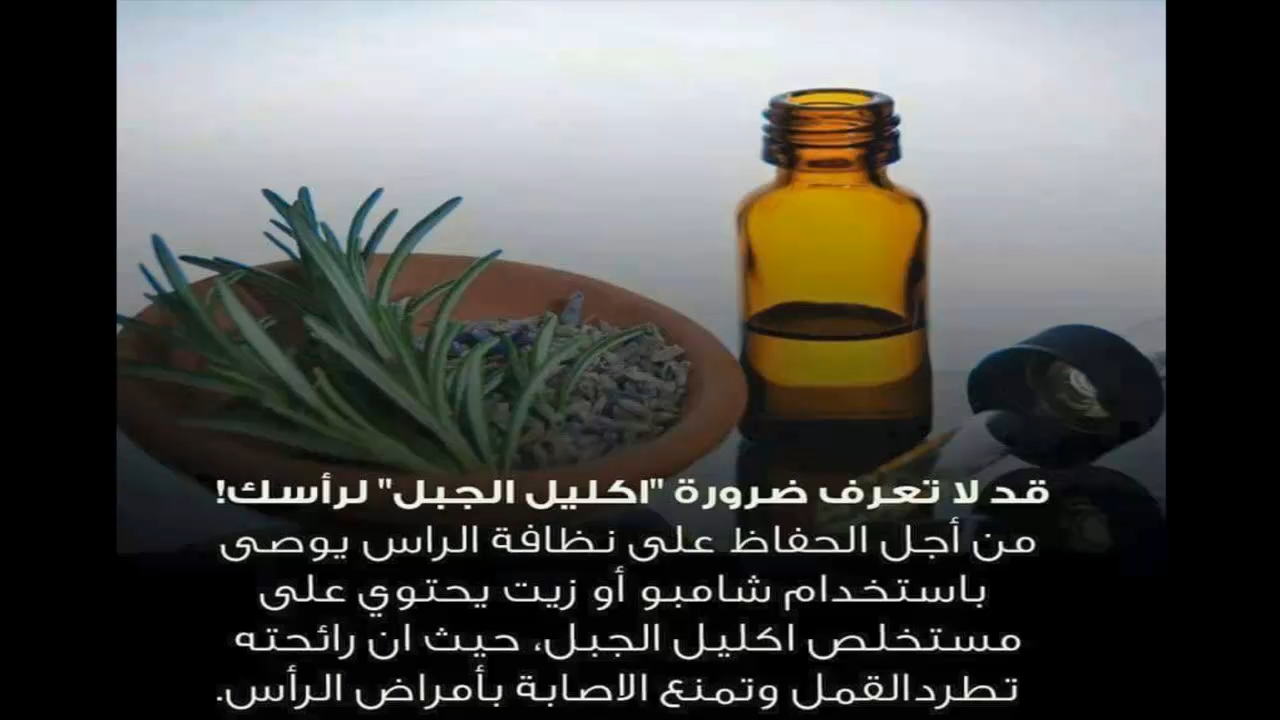 قد لا تعرف ضرورة "اكليل الجبل" لرأسك!
من أجل الحفاظ على نظافة الراس يوصى
باستخدام شامبو أو زيت يحتوي على
مستخلص اكليل الجبل، حيث ان رائحته
تطردالقمل وتمنع الاصابة بأمراض الرأس.